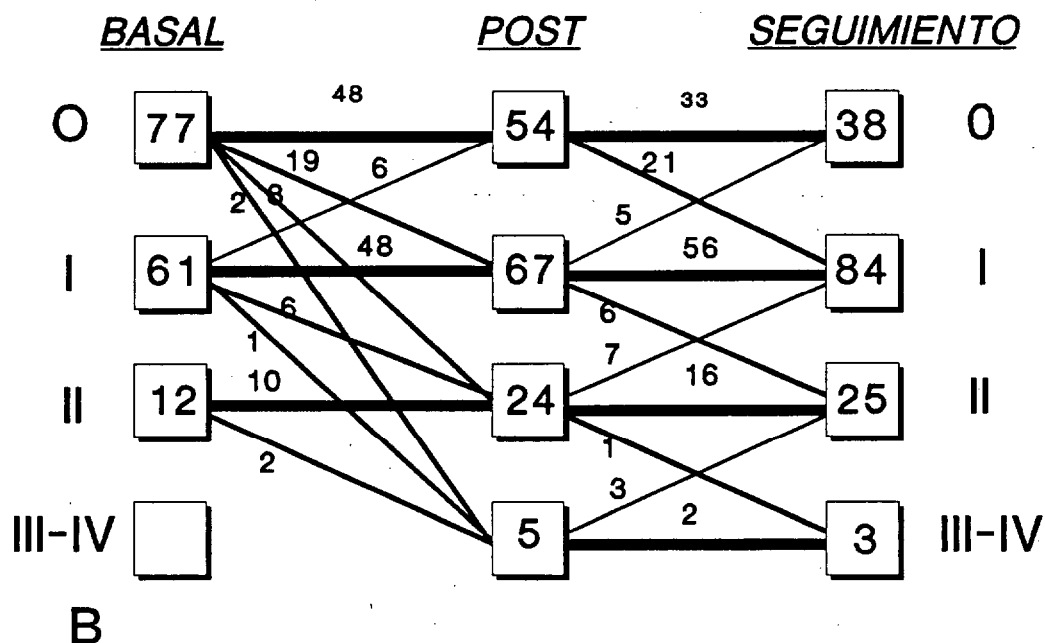 BASAL POST SEGUIMIENTO
48 33
O 77 54 38 0
19 6 21
2 8
5
48 56
I 61 67 84 I
6 6
1 7
10 16
II 12 24 25 II
2 1
3
2
III-IV 5 3 III-IV
B